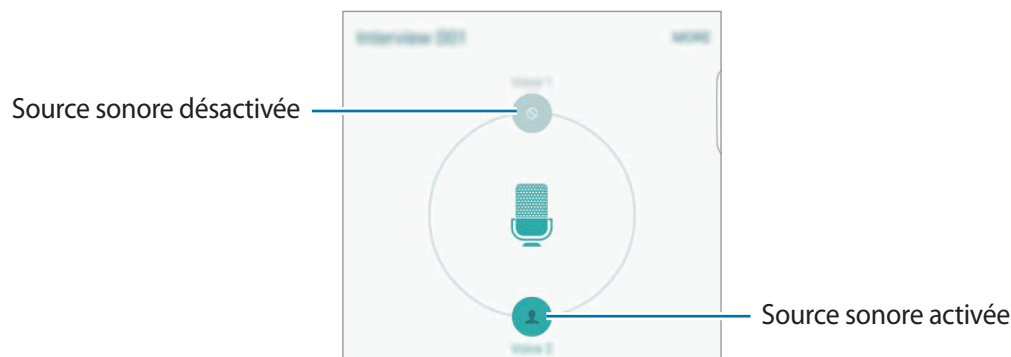 Interview 001
MORE
Voice 1
Source sonore désactivée
Source sonore activée
Voice 2